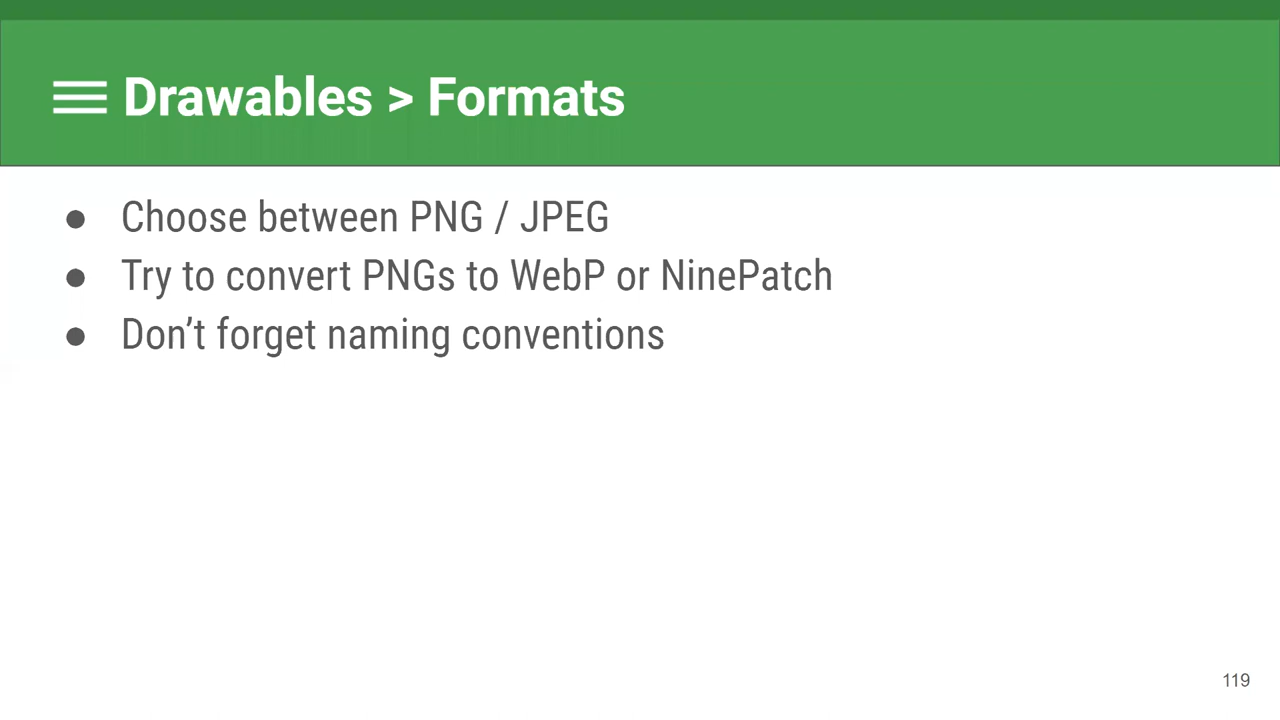 Drawables > Formats
● Choose between PNG / JPEG
● Try to convert PNGs to WebP or NinePatch
● Don’t forget naming conventions
119